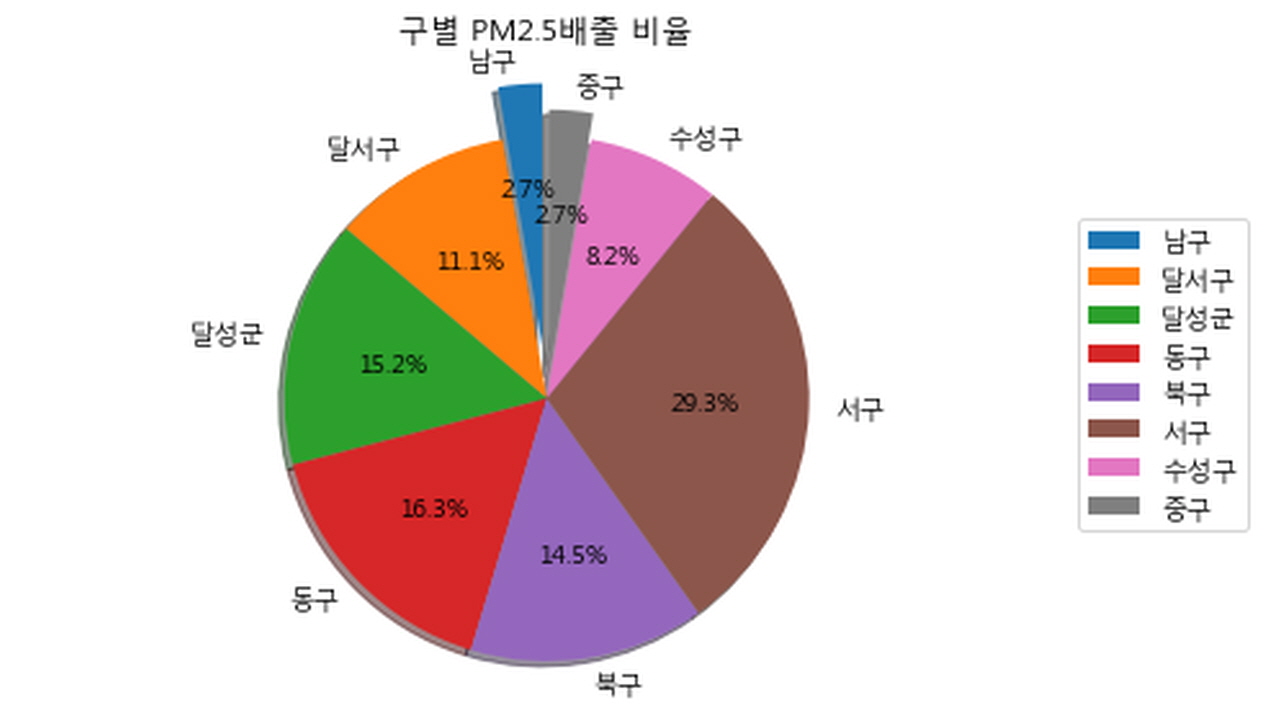 구별 PM2.5배출 비율
남구
중구
달서구
수성구
2.7%
2.7%
11.1%
8.2%
달성군
15.2%
29.3%
서구
16.3%
14.5%
동구
북구
남구
달서구
달성군
동구
북구
서구
수성구
중구